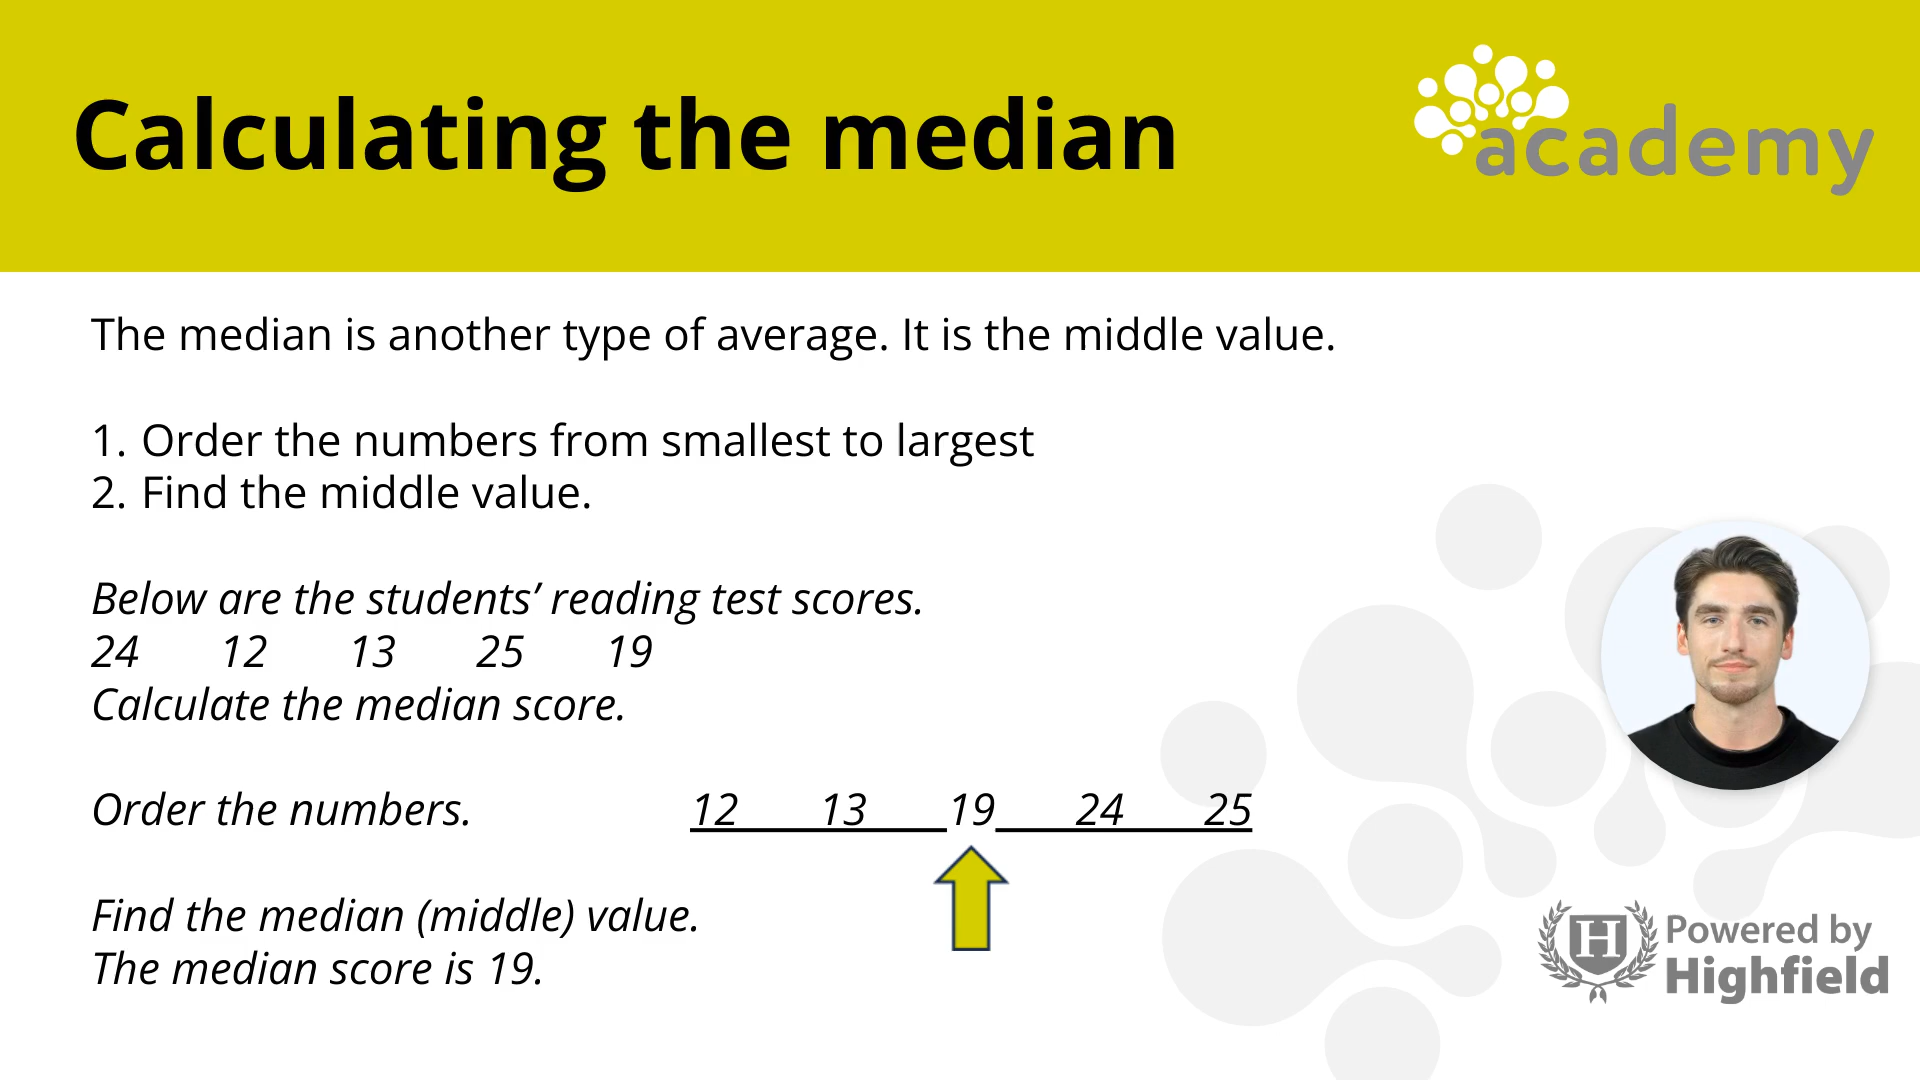 Calculating the median
academy
The median is another type of average. It is the middle value.
1. Order the numbers from smallest to largest
2. Find the middle value.
Below are the students’ reading test scores.
24 12 13 25 19
Calculate the median score.
Order the numbers. 12 13 19 24 25
Find the median (middle) value.
The median score is 19.
H
Powered by
Highfield